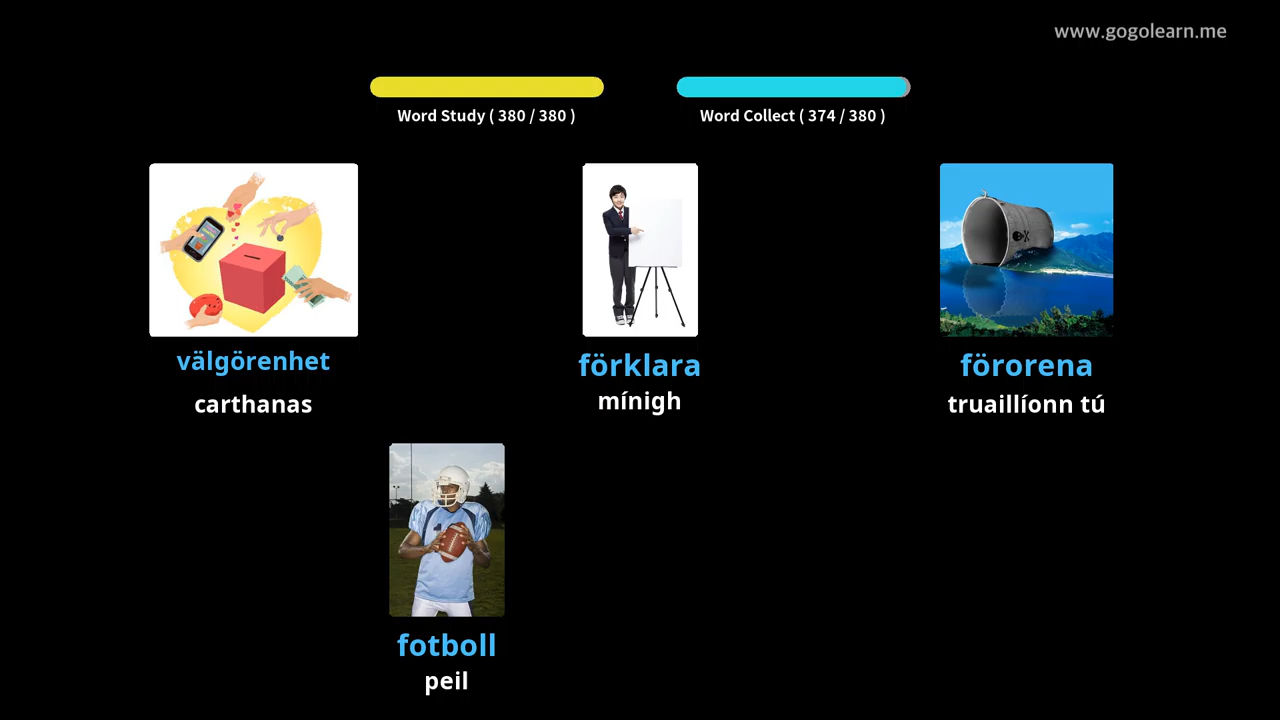 www.gogolearn.me
Word Study ( 380 / 380 )
Word Collect ( 374 / 380 )
välgörenhet
carthanas
förklara
mínigh
förorena
truaillíonn tú
fotboll
peil